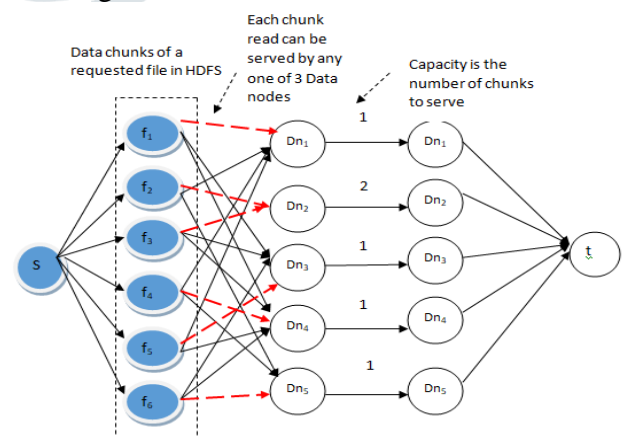 Each chunk
read can be
served by any
one of 3 Data
nodes
Data chunks of a
requested file in HDFS
Capacity is the
number of chunks
to serve
S
f1
f2
f3
f4
f5
f6
Dn1
Dn2
Dn3
Dn4
Dn5
1
2
1
1
1
Dn1
Dn2
Dn3
Dn4
Dn5
t